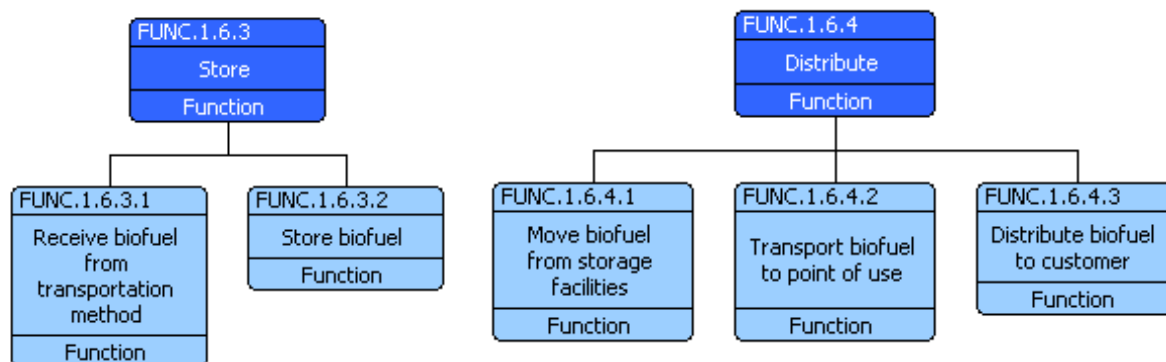 FUNC.1.6.3
Store
Function
FUNC.1.6.4
Distribute
Function
FUNC.1.6.3.1
Receive biofuel
from
transportation
method
Function
FUNC.1.6.3.2
Store biofuel
Function
FUNC.1.6.4.1
Move biofuel
from storage
facilities
Function
FUNC.1.6.4.2
Transport biofuel
to point of use
Function
FUNC.1.6.4.3
Distribute biofuel
to customer
Function